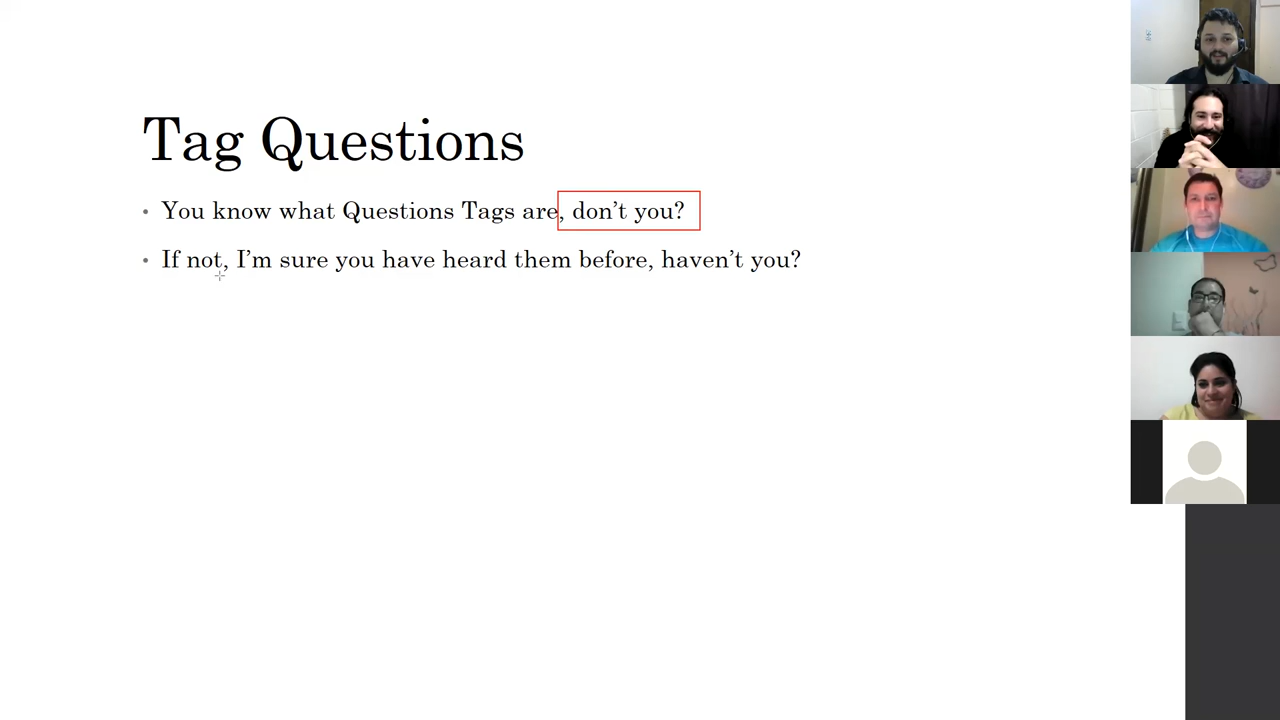 Tag Questions
• You know what Questions Tags are, don’t you?
• If not, I’m sure you have heard them before, haven’t you?